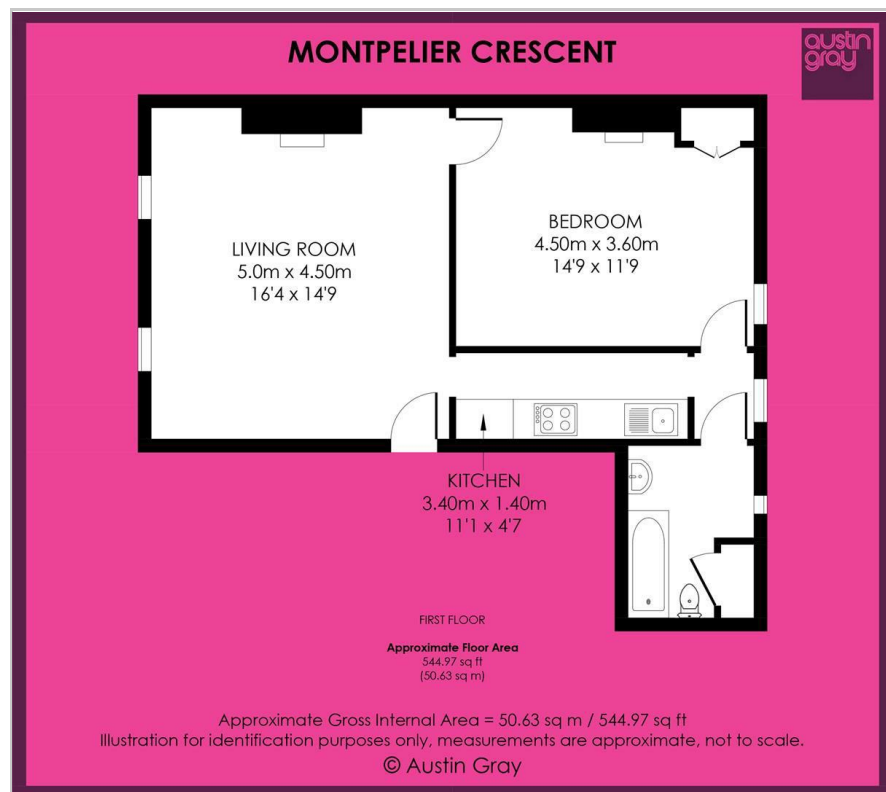 MONTPELIER CRESCENT
austin
gray
LIVING ROOM
5.0m x 4.50m
16'4 x 14'9
BEDROOM
4.50m x 3.60m
14'9 x 11'9
KITCHEN
3.40m x 1.40m
11'1 x 4'7
FIRST FLOOR
Approximate Floor Area
544.97 sq ft
(50.63 sq m)
Approximate Gross Internal Area = 50.63 sq m / 544.97 sq ft
Illustration for identification purposes only, measurements are approximate, not to scale.
© Austin Gray